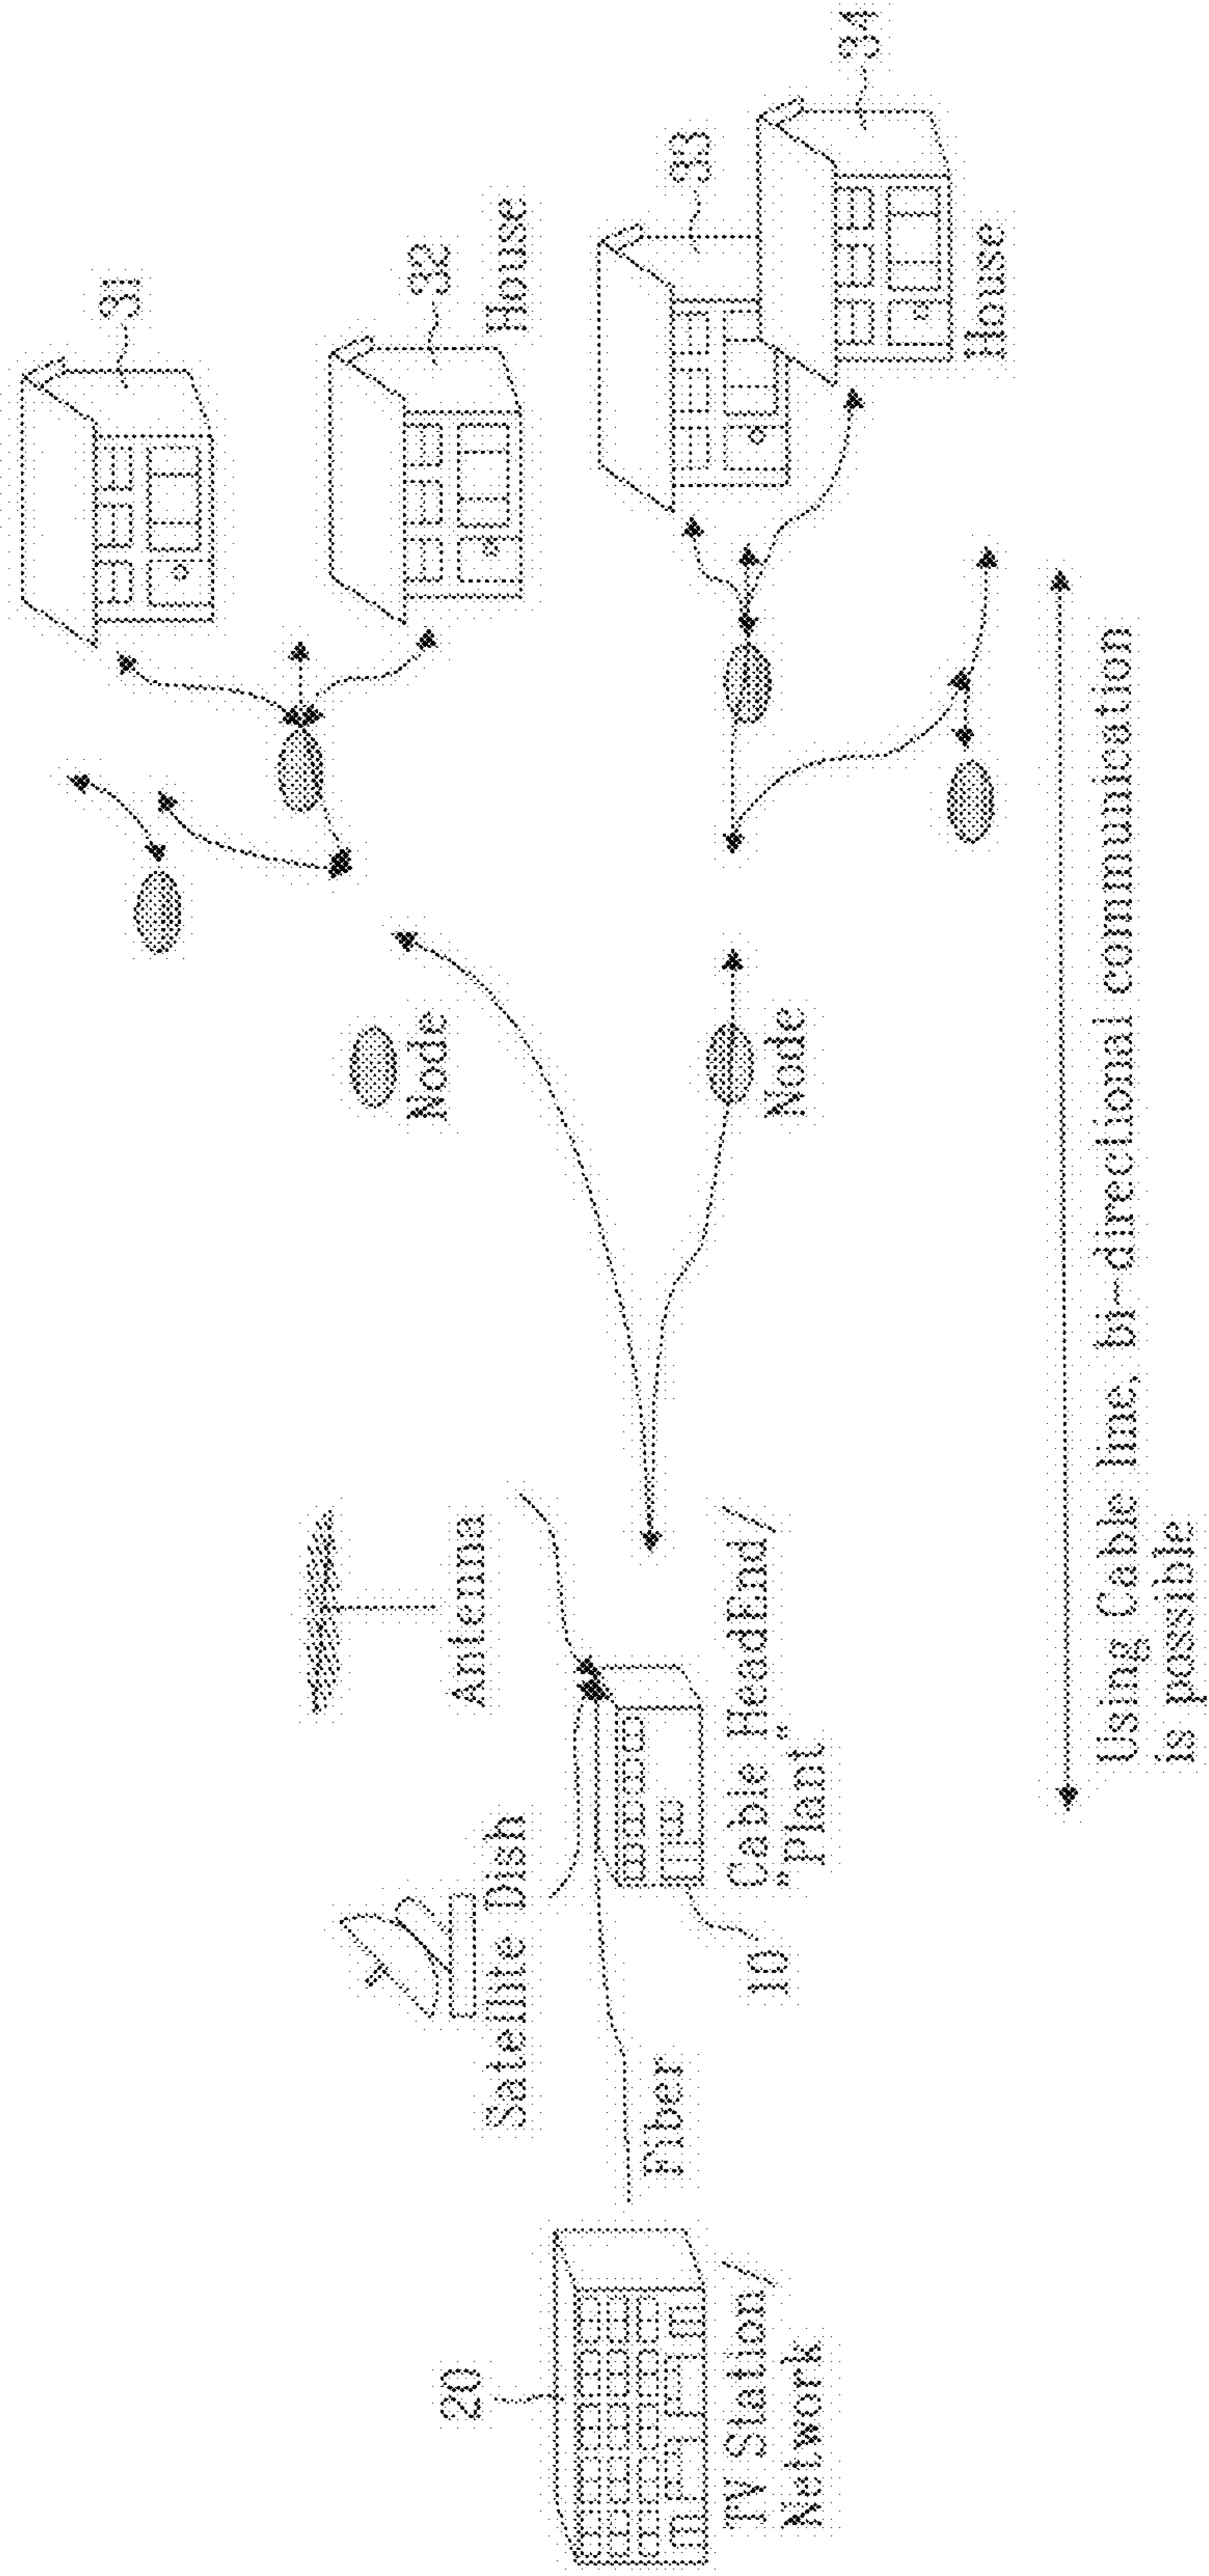 20
TV Station/
Network
Fiber
Satellite Dish
Antenna
10
Cable HeadEnd/
„Plant“
Node
Node
31
32
House
33
34
House
Using Cable line, bi-directional communication
is possible